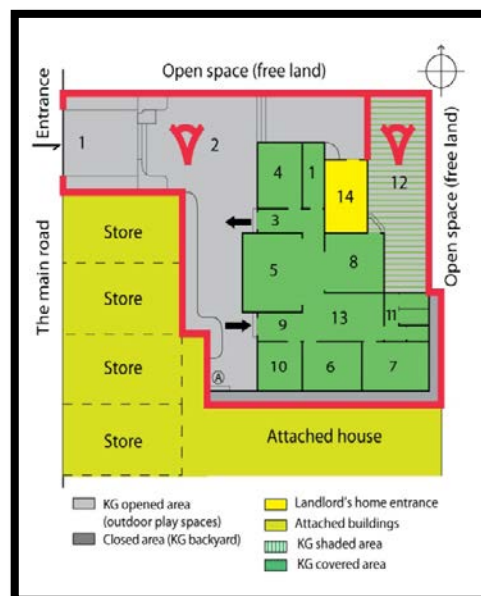 Open space (free land)
Entrance
1
2
12
4
1
14
3
Open space (free land)
Store
5
8
The main road
Store
9
13
11
Store
10
6
7
A
Store
Attached house
KG opened area
(outdoor play spaces)
Closed area (KG backyard)
Landlord's home entrance
Attached buildings
KG shaded area
KG covered area